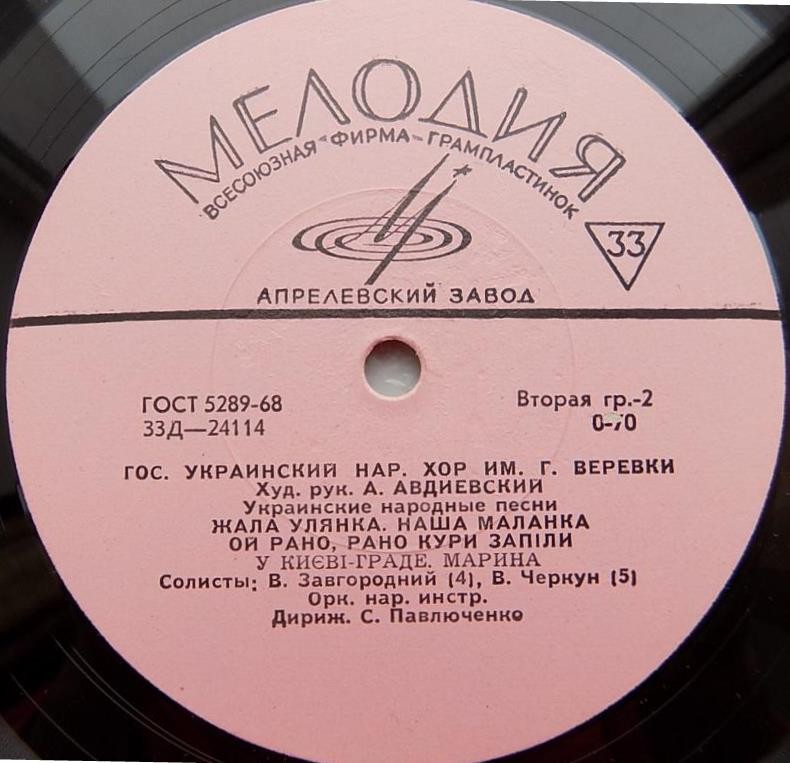 МЕЛОДИЯ
ВСЕСОЮЗНАЯ ФИРМА ГРАМПЛАСТИНОК
33
АПРЕЛЕВСКИЙ ЗАВОД
ГОСТ 5289-68
33Д—24114
Вторая гр.-2
0-70
ГОС. УКРАИНСКИЙ НАР. ХОР ИМ. Г. ВЕРЕВКИ
Худ. рук. А. АВДИЕВСКИЙ
Украинские народные песни
ЖАЛА УЛЯНКА. НАША МАЛАНКА
ОЙ РАНО, РАНО КУРИ ЗАПІЛИ
У КИЄВІ-ГРАДЕ. МАРИНА
Солисты: В. Завгородний (4), В. Черкун (5)
Орк. нар. инстр.
Дириж. С. Павлюченко